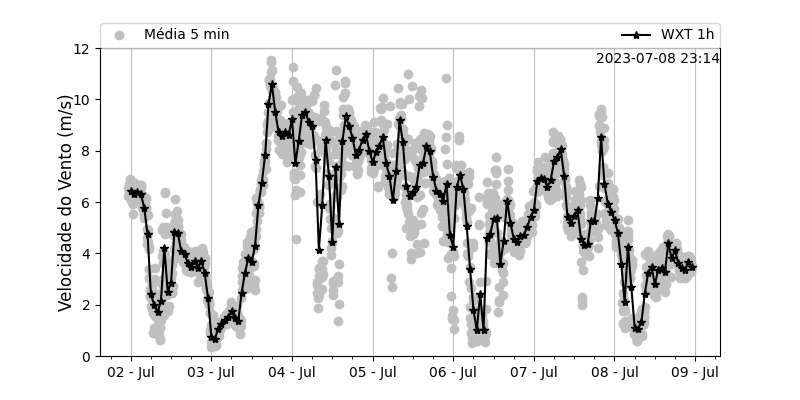 Média 5 min
WXT 1h
2023-07-08 23:14
Velocidade do Vento (m/s)
12
10
8
6
4
2
0
02 - Jul
03 - Jul
04 - Jul
05 - Jul
06 - Jul
07 - Jul
08 - Jul
09 - Jul